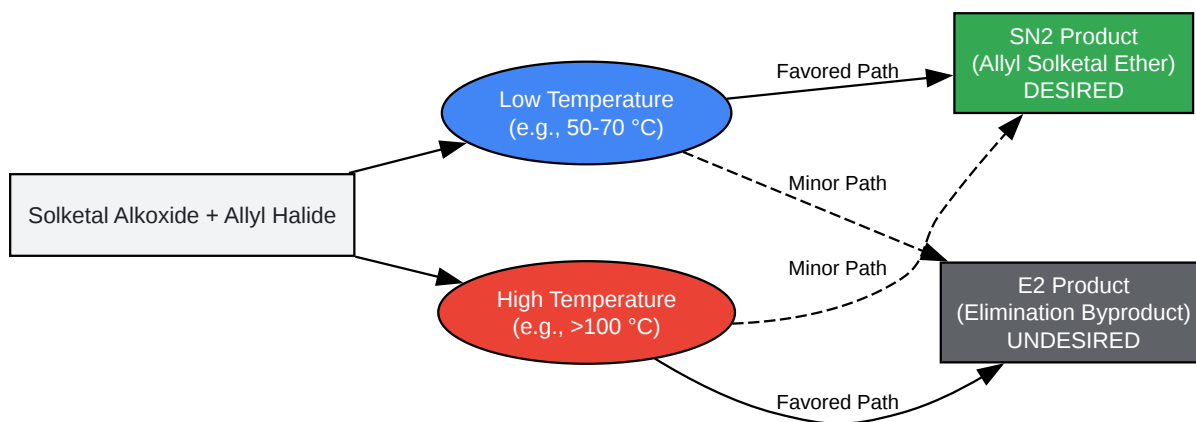 Solketal Alkoxide + Allyl Halide
Low Temperature
(e.g., 50-70 °C)
High Temperature
(e.g., >100 °C)
Favored Path
Minor Path
Minor Path
Favored Path
SN2 Product
(Allyl Solketal Ether)
DESIRED
E2 Product
(Elimination Byproduct)
UNDESIRED